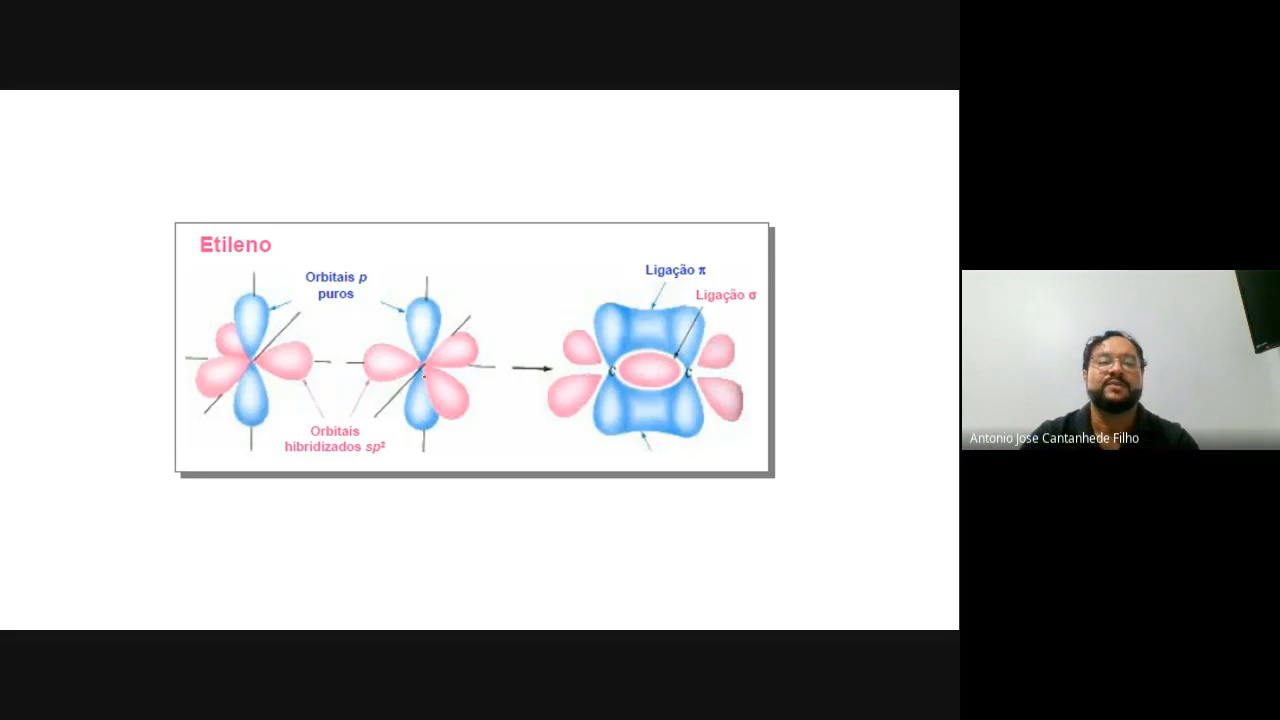 Etileno
Orbitais p
puros
Ligação π
Ligação σ
C
C
Orbitais
hibridizados sp²
Antonio Jose Cantanhede Filho